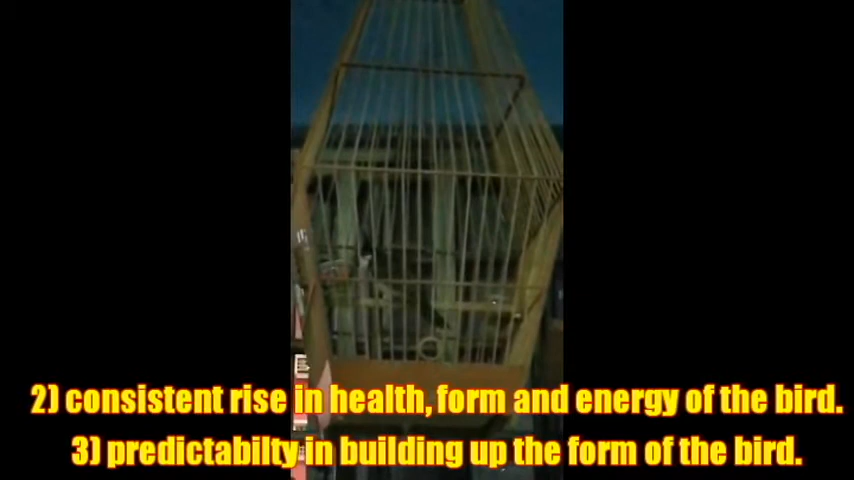 2) consistent rise in health, form and energy of the bird.
3) predictabilty in building up the form of the bird.